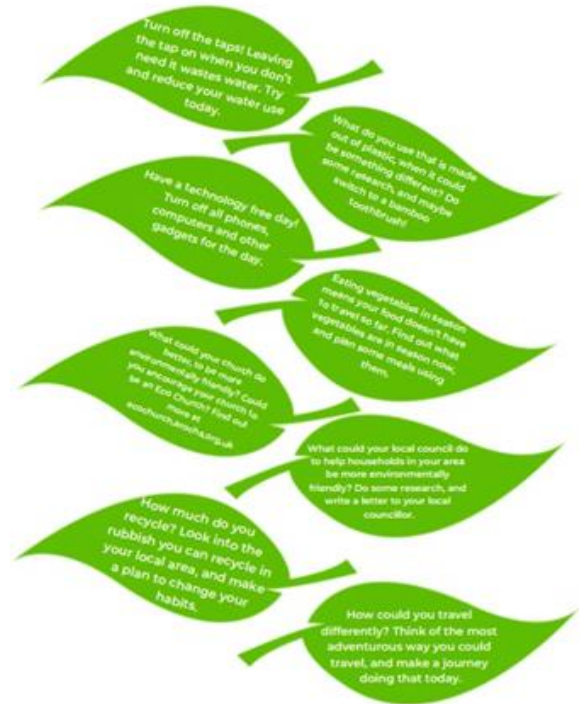 Turn off the taps! Leaving
the tap on when you don't
need it wastes water. Try
and reduce your water use
today.
What do you use that is made
out of plastic, when it could
be something different? Do
some research, and maybe
switch to a bamboo
toothbrush!
Have a technology free day!
Turn off all phones,
computers and other
gadgets for the day.
Eating vegetables in season
means your food doesn't have
to travel so far. Find out what
vegetables are in season now,
and plan some meals using
them.
What could your church do
better, to be more
environmentally friendly? Could
you encourage your church to
be an Eco Church? Find out
more at
ecochurch.arocha.org.uk
What could your local council do
to help households in your area
be more environmentally
friendly? Do some research, and
write a letter to your local
councillor.
How much do you
recycle? Look into the
rubbish you can recycle in
your local area, and make
a plan to change your
habits.
How could you travel
differently? Think of the most
adventurous way you could
travel, and make a journey
doing that today.